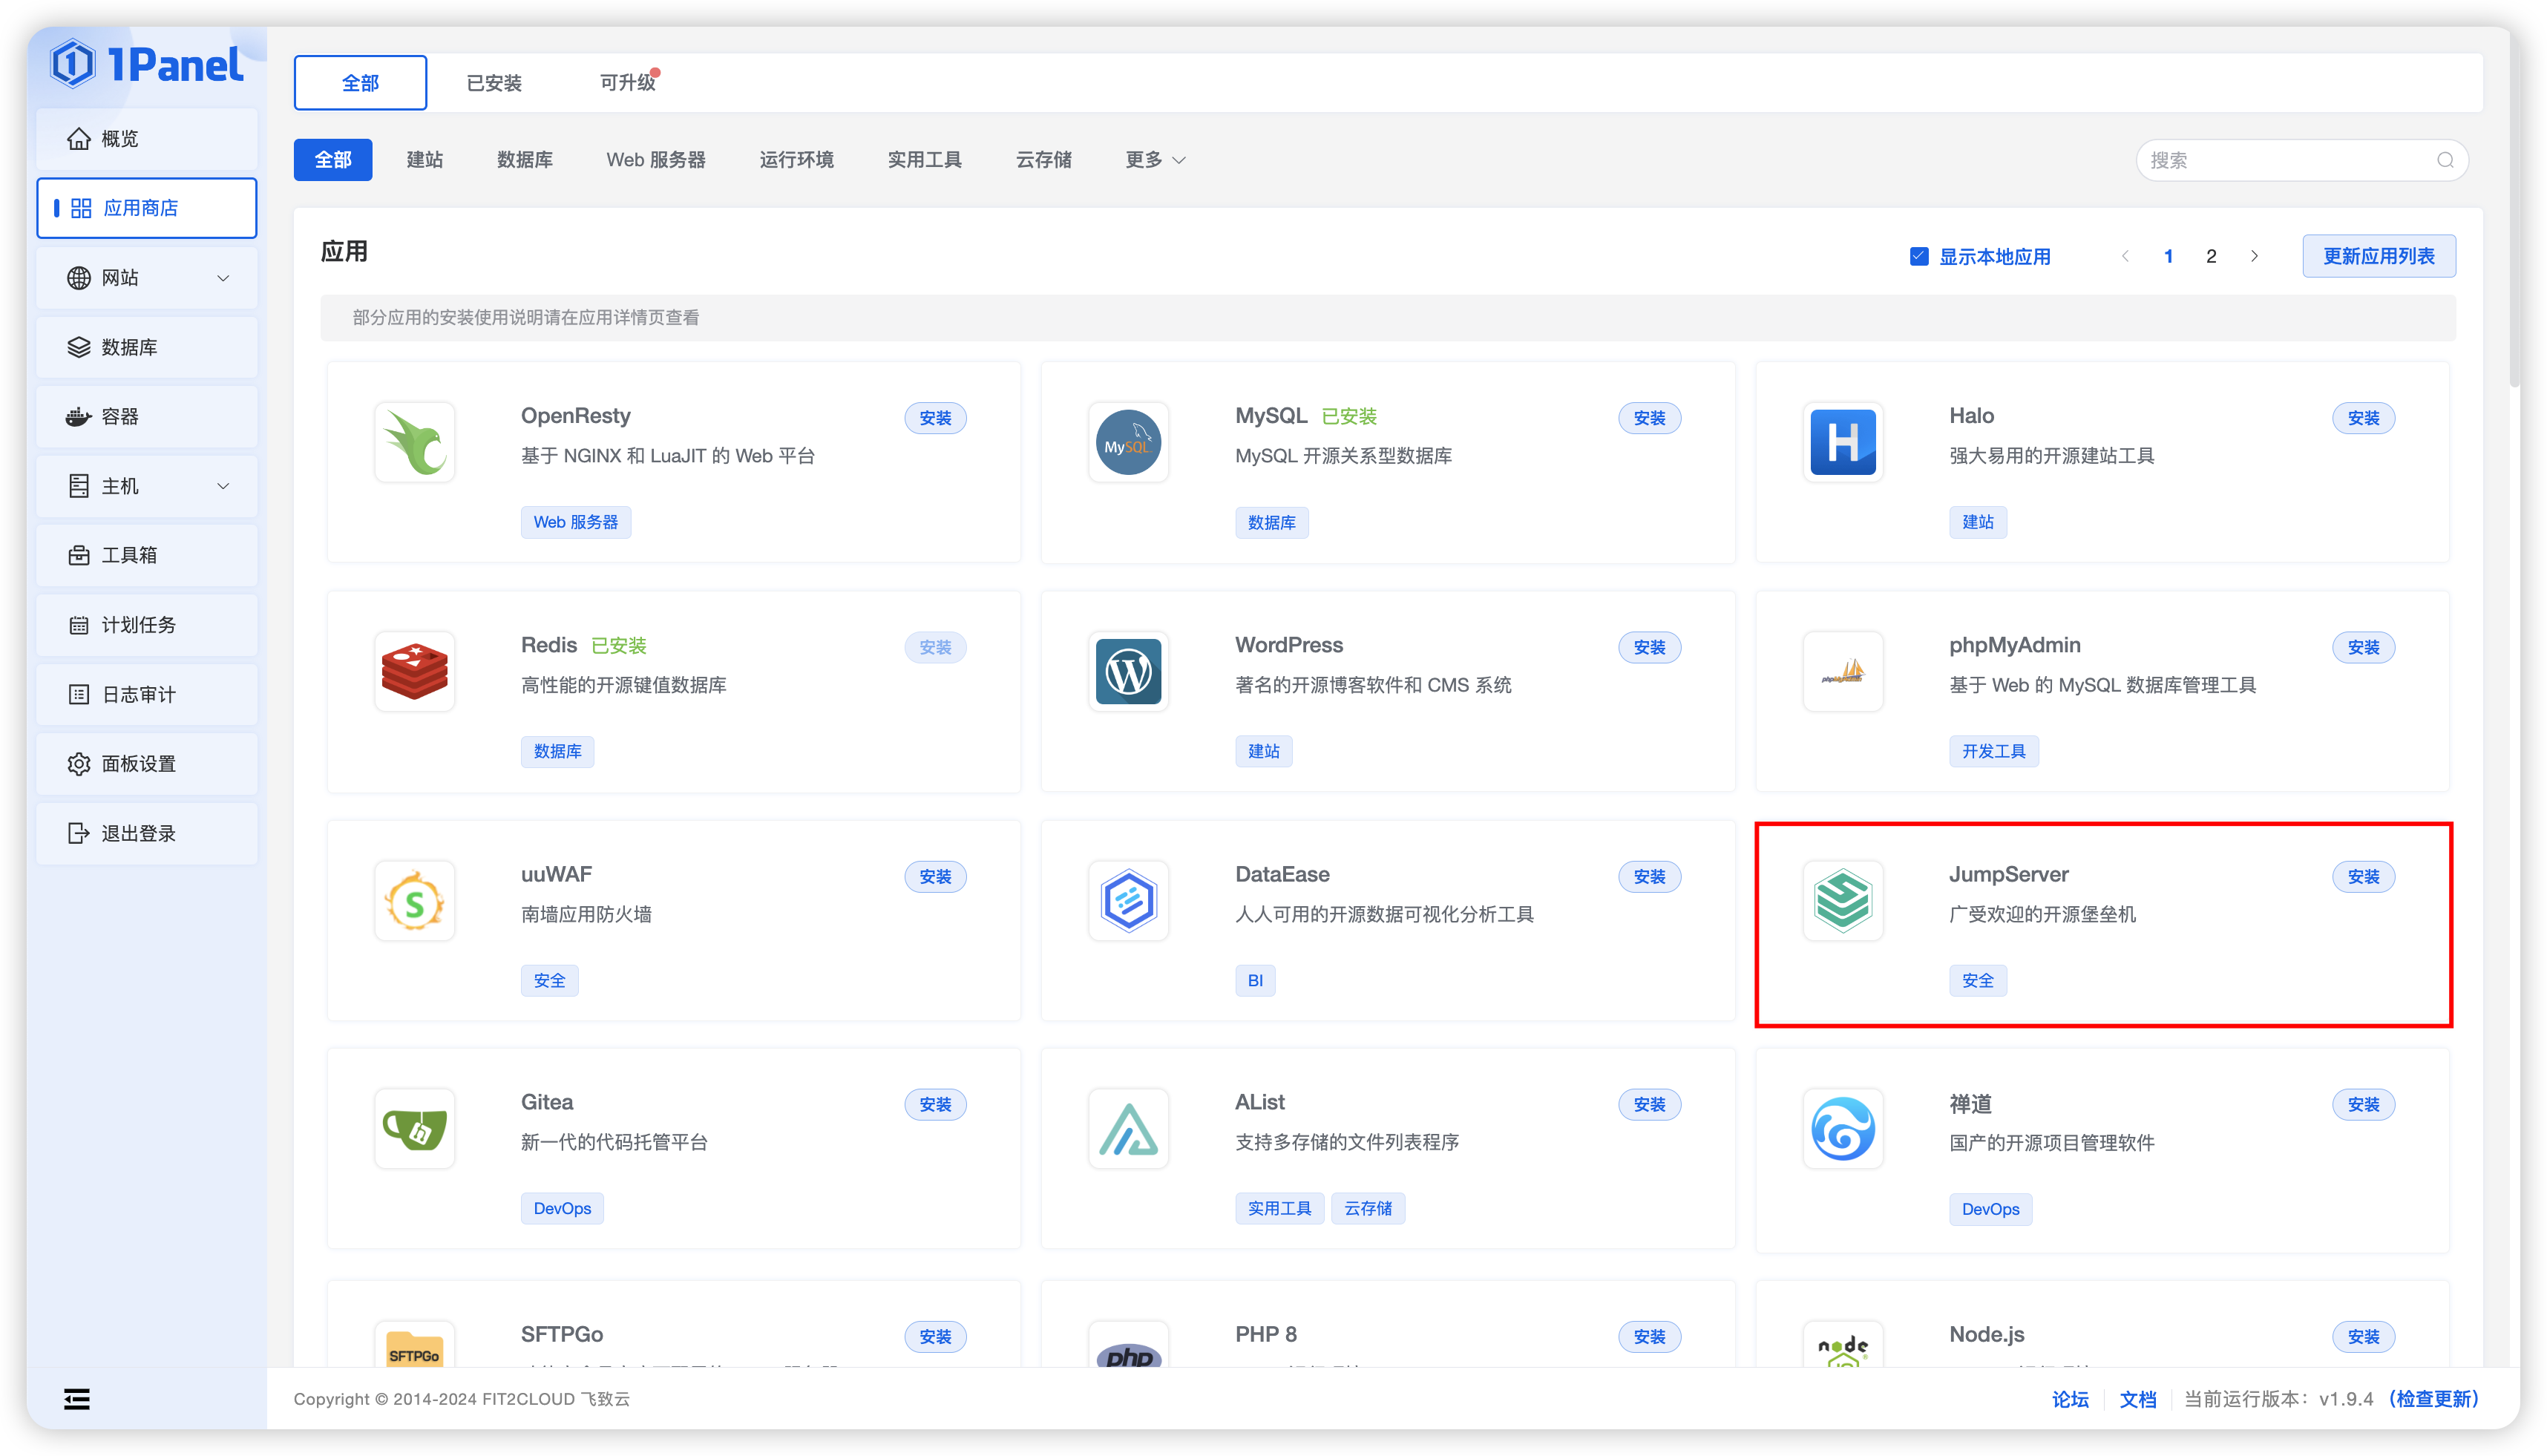 1Panel
概览
应用商店
网站
数据库
容器
主机
工具箱
计划任务
日志审计
面板设置
退出登录
全部 已安装 可升级
全部 建站 数据库 Web 服务器 运行环境 实用工具 云存储 更多 搜索
应用 显示本地应用 1 2 更新应用列表
部分应用的安装使用说明请在应用详情页查看
OpenResty 安装
基于 NGINX 和 LuaJIT 的 Web 平台
Web 服务器
MySQL
MySQL 已安装 安装
MySQL 开源关系型数据库
数据库
H
Halo 安装
强大易用的开源建站工具
建站
Redis 已安装 安装
高性能的开源键值数据库
数据库
WordPress 安装
著名的开源博客软件和 CMS 系统
建站
phpMyAdmin
phpMyAdmin 安装
基于 Web 的 MySQL 数据库管理工具
开发工具
S
uuWAF 安装
南墙应用防火墙
安全
DataEase 安装
人人可用的开源数据可视化分析工具
BI
JumpServer 安装
广受欢迎的开源堡垒机
安全
Gitea 安装
新一代的代码托管平台
DevOps
AList 安装
支持多存储的文件列表程序
实用工具 云存储
禅道 安装
国产的开源项目管理软件
DevOps
SFTPGo
SFTPGo 安装
php
PHP 8 安装
node
Node.js 安装
Copyright © 2014-2024 FIT2CLOUD 飞致云
论坛 文档 当前运行版本：v1.9.4 (检查更新)